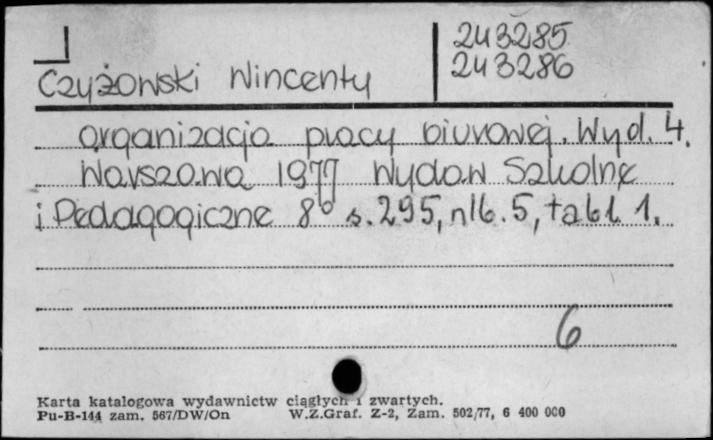 243285
243286
Czyżowski Wincenty
Organizacja pracy biurowej. Wyd. 4.
Warszawa 1977 Wydaw Szkolne
i Pedagogiczne 8° s. 295, nlb. 5, tabl. 1.
6
Karta katalogowa wydawnictw ciągłych i zwartych.
Pu-B-144 zam. 567/DW/On W.Z.Graf. Z-2, Zam. 502/77, 6 400 000